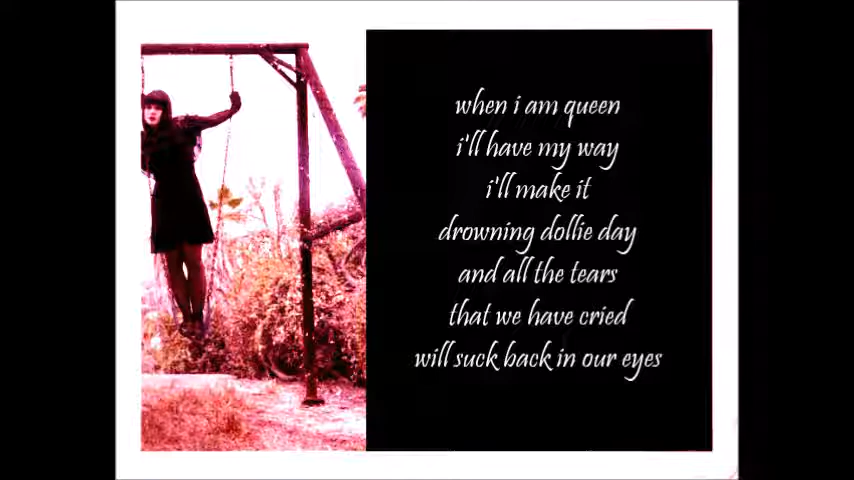 when i am queen
i'll have my way
i'll make it
drowning dollie day
and all the tears
that we have cried
will suck back in our eyes